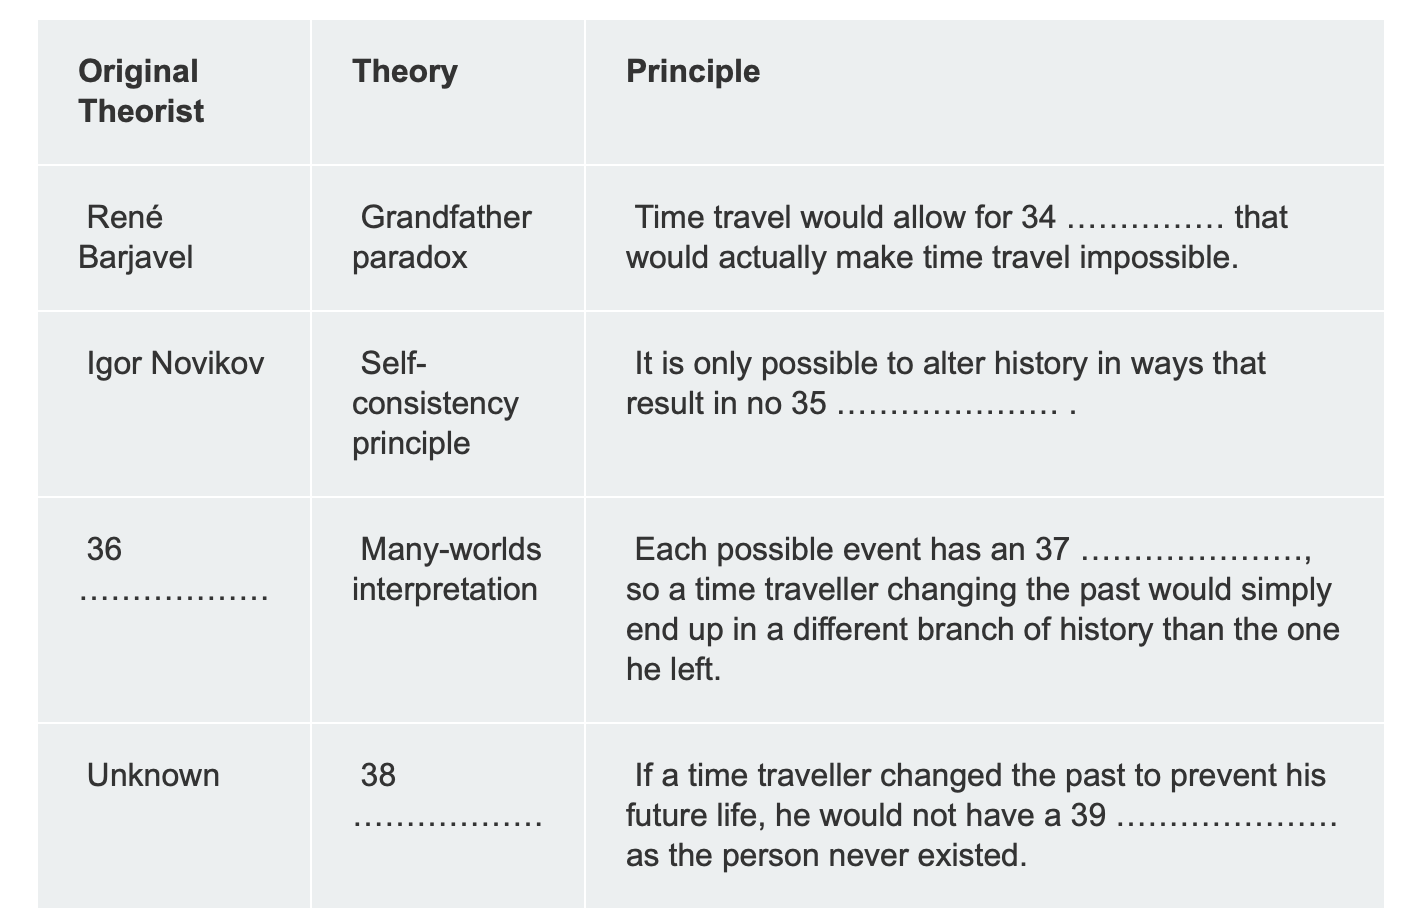 Original
Theorist
Theory
Principle
René
Barjavel
Grandfather
paradox
Time travel would allow for 34 …………… that
would actually make time travel impossible.
Igor Novikov
Self-
consistency
principle
It is only possible to alter history in ways that
result in no 35 ………………… .
36
………………
Many-worlds
interpretation
Each possible event has an 37 …………………,
so a time traveller changing the past would simply
end up in a different branch of history than the one
he left.
Unknown
38
………………
If a time traveller changed the past to prevent his
future life, he would not have a 39 …………………
as the person never existed.